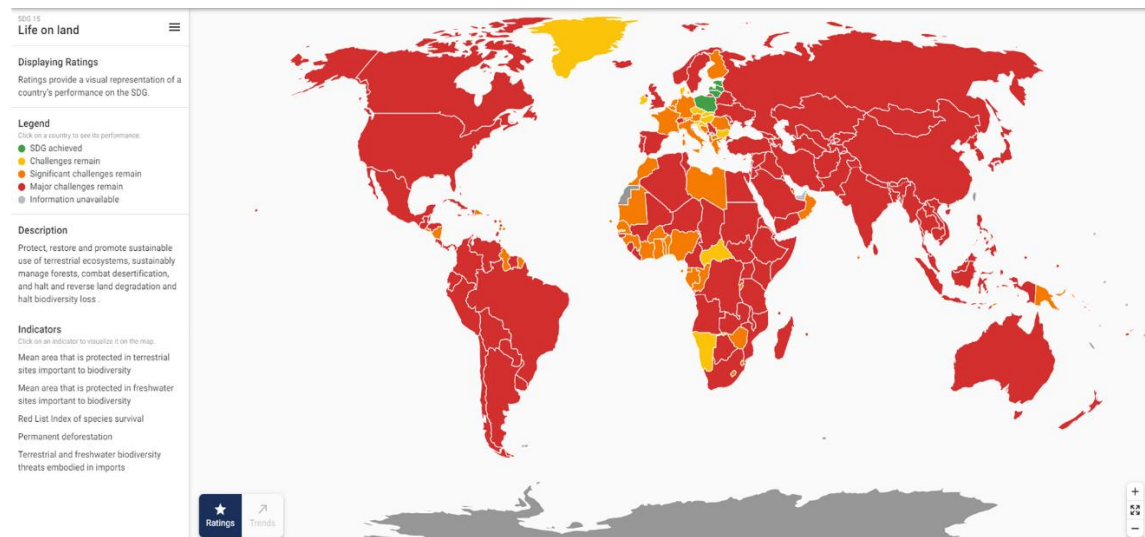 SDG 15
Life on land
Displaying Ratings
Ratings provide a visual representation of a
country's performance on the SDG.
Legend
Click on a country to see its performance.
SDG achieved
Challenges remain
Significant challenges remain
Major challenges remain
Information unavailable
Description
Protect, restore and promote sustainable
use of terrestrial ecosystems, sustainably
manage forests, combat desertification,
and halt and reverse land degradation and
halt biodiversity loss .
Indicators
Click on an indicator to visualize it on the map.
Mean area that is protected in terrestrial
sites important to biodiversity
Mean area that is protected in freshwater
sites important to biodiversity
Red List Index of species survival
Permanent deforestation
Terrestrial and freshwater biodiversity
threats embodied in imports
Ratings
Trends